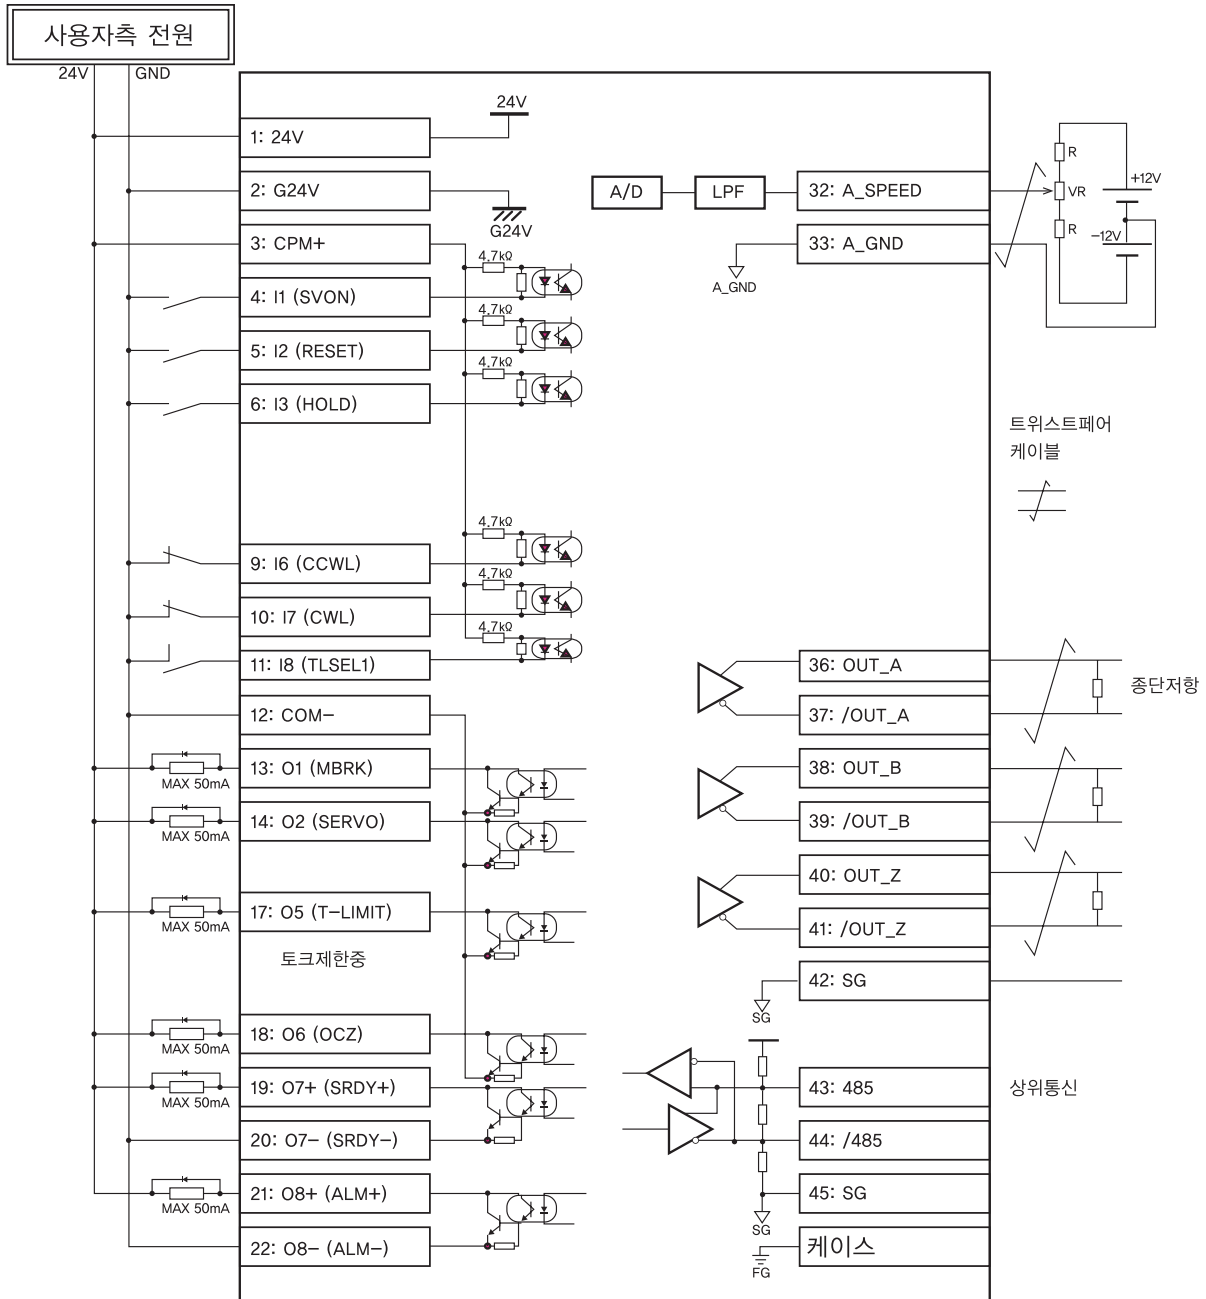 사용자측 전원
24V
GND
24V
1: 24V
2: G24V
G24V
3: CPM+
4.7kΩ
4: I1 (SVON)
4.7kΩ
5: I2 (RESET)
4.7kΩ
6: I3 (HOLD)
4.7kΩ
9: I6 (CCWL)
4.7kΩ
10: I7 (CWL)
4.7kΩ
11: I8 (TLSEL1)
12: COM−
13: O1 (MBRK)
MAX 50mA
14: O2 (SERVO)
MAX 50mA
17: O5 (T−LIMIT)
MAX 50mA
토크제한중
18: O6 (OCZ)
MAX 50mA
19: O7+ (SRDY+)
MAX 50mA
20: O7− (SRDY−)
21: O8+ (ALM+)
MAX 50mA
22: O8− (ALM−)
A/D
LPF
32: A_SPEED
33: A_GND
A_GND
R
VR
R
+12V
−12V
트위스트페어
케이블
36: OUT_A
37: /OUT_A
종단저항
38: OUT_B
39: /OUT_B
40: OUT_Z
41: /OUT_Z
42: SG
SG
43: 485
상위통신
44: /485
45: SG
SG
케이스
FG